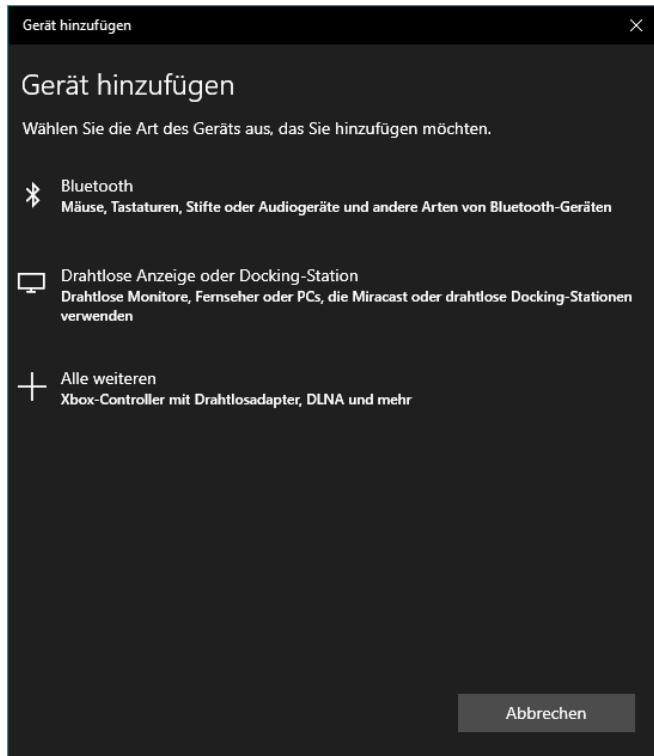 Gerät hinzufügen
Gerät hinzufügen
Wählen Sie die Art des Geräts aus, das Sie hinzufügen möchten.
Bluetooth
Mäuse, Tastaturen, Stifte oder Audiogeräte und andere Arten von Bluetooth-Geräten
Drahtlose Anzeige oder Docking-Station
Drahtlose Monitore, Fernseher oder PCs, die Miracast oder drahtlose Docking-Stationen
verwenden
Alle weiteren
Xbox-Controller mit Drahtlosadapter, DLNA und mehr
Abbrechen